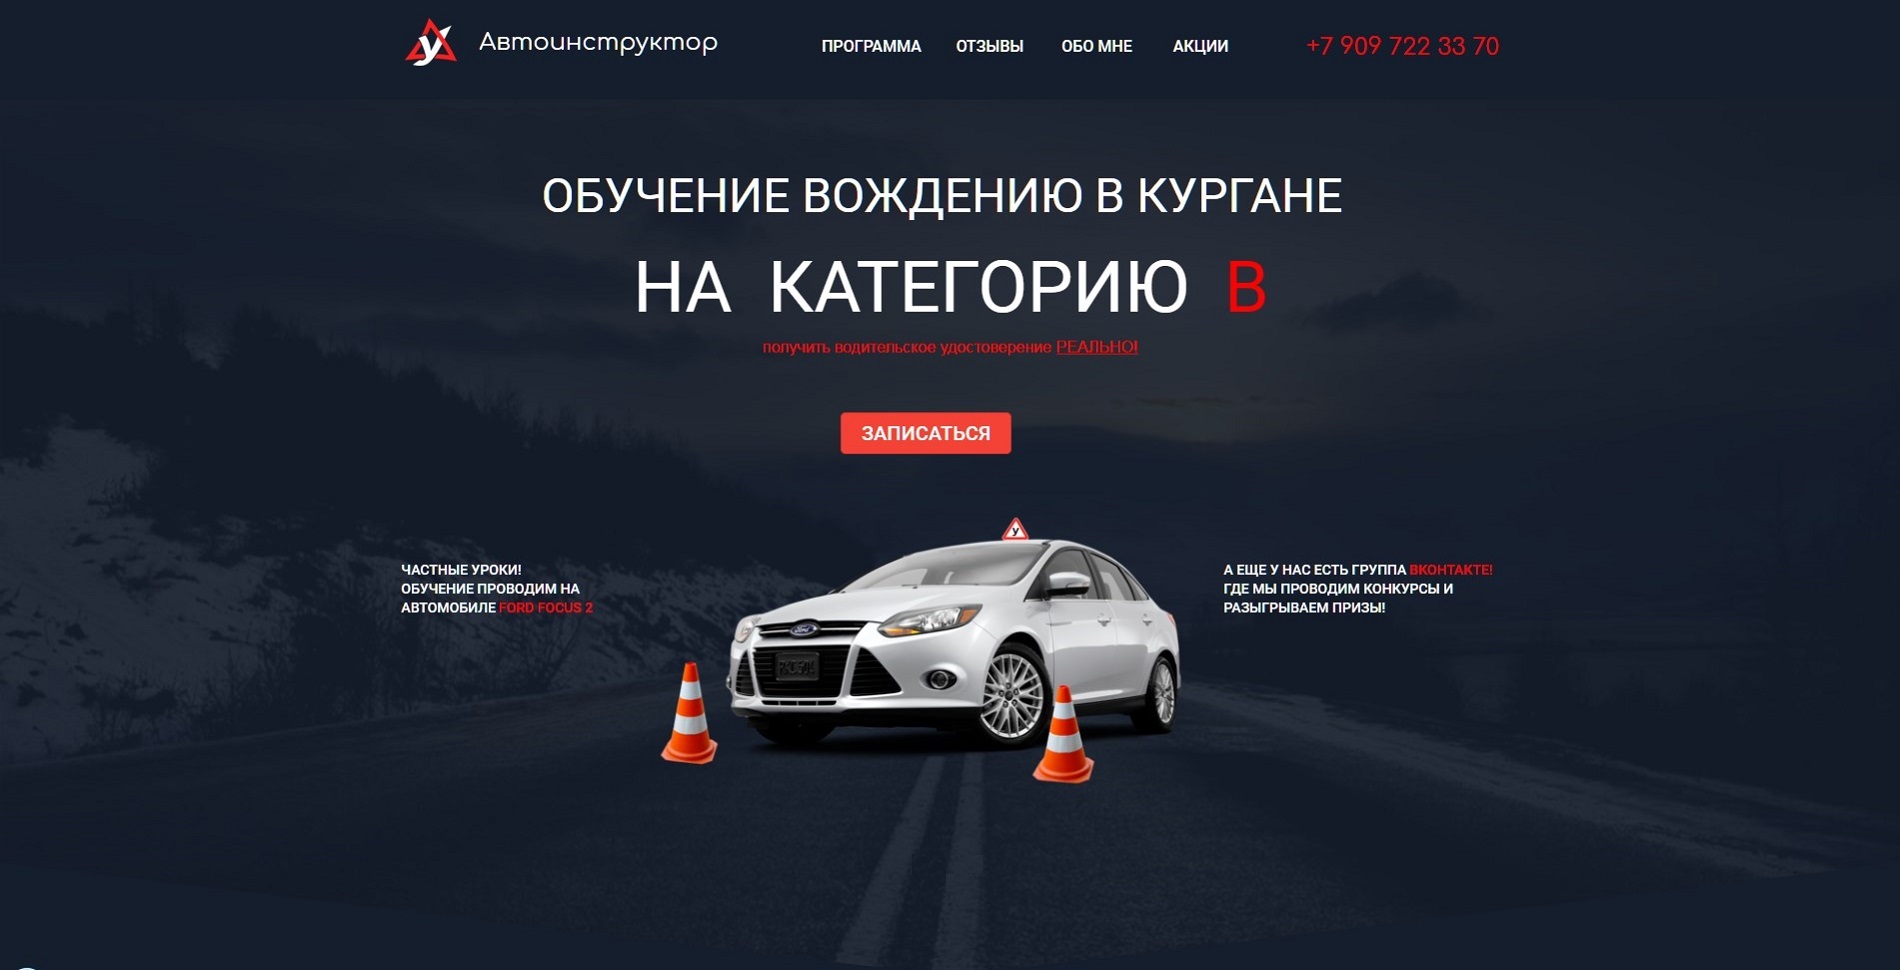 У
Автоинструктор
ПРОГРАММА ОТЗЫВЫ ОБО МНЕ АКЦИИ
+7 909 722 33 70
ОБУЧЕНИЕ ВОЖДЕНИЮ В КУРГАНЕ
НА КАТЕГОРИЮ В
получить водительское удостоверение РЕАЛЬНО!
ЗАПИСАТЬСЯ
У
ЧАСТНЫЕ УРОКИ!
ОБУЧЕНИЕ ПРОВОДИМ НА
АВТОМОБИЛЕ FORD FOCUS 2
Ford
А ЕЩЕ У НАС ЕСТЬ ГРУППА ВКОНТАКТЕ!
ГДЕ МЫ ПРОВОДИМ КОНКУРСЫ И
РАЗЫГРЫВАЕМ ПРИЗЫ!